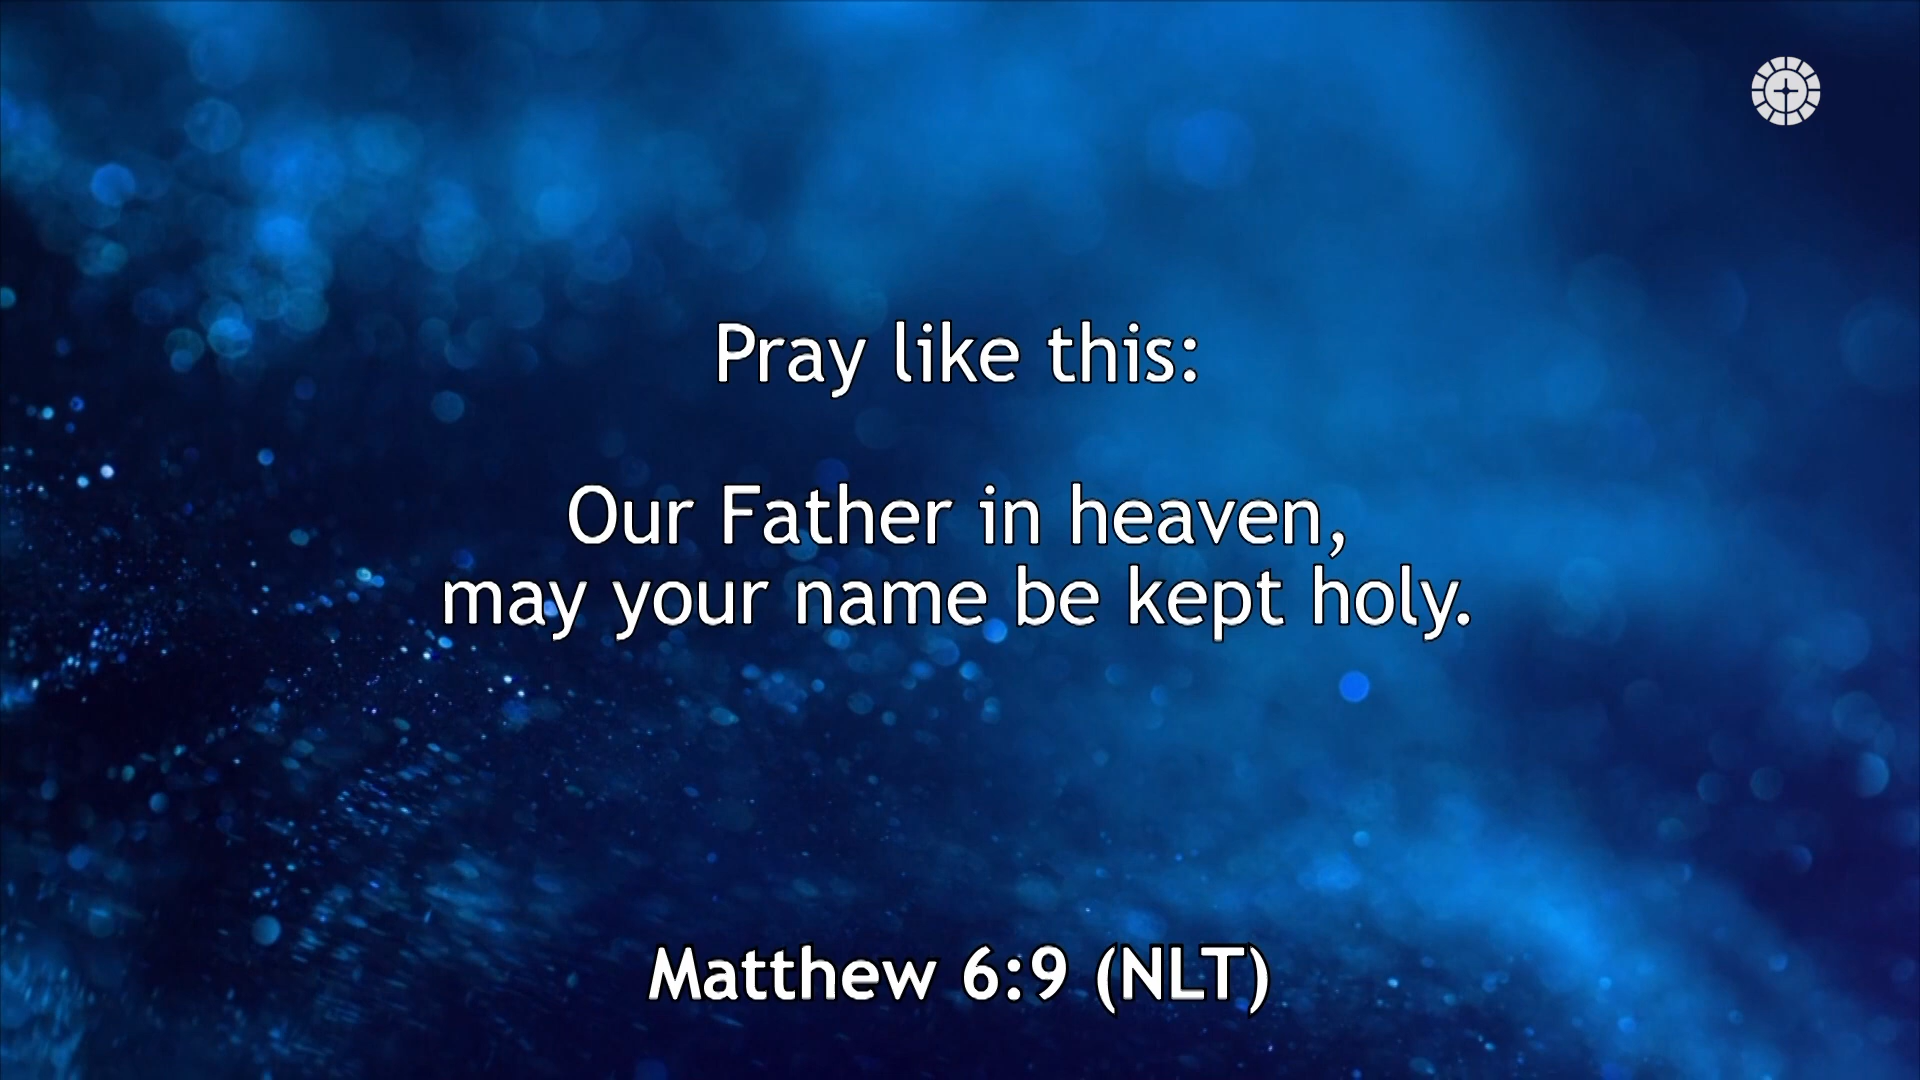 Pray like this:
Our Father in heaven,
may your name be kept holy.
Matthew 6:9 (NLT)